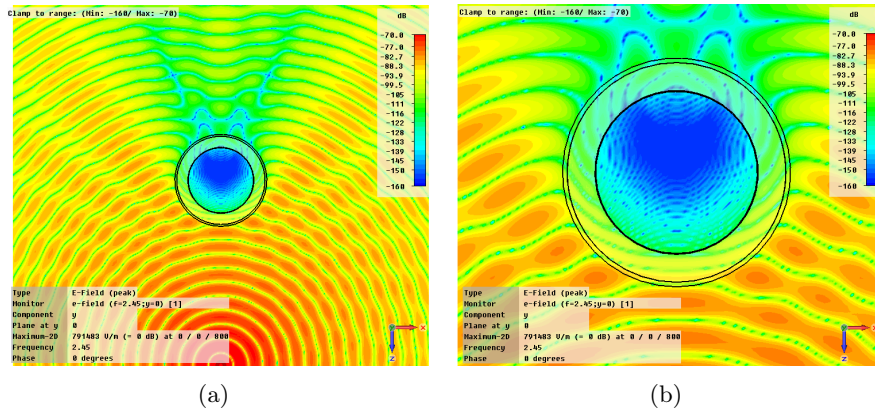 Clamp to range: (Min: -160/ Max: -70)
dB
-70.0
-77.0
-82.6
-88.3
-93.9
-99.5
-105
-111
-116
-122
-128
-133
-139
-145
-150
-160
Type E-Field (peak)
Monitor e-field (f=2.45;y=0) [1]
Component y
Plane at y 0
Maximum-2D 791483 V/m (= 0 dB) at 0 / 0 / 800
Frequency 2.45
Phase 0 degrees
x
z
(a)
Clamp to range: (Min: -160/ Max: -70)
dB
-70.0
-77.0
-82.6
-88.3
-93.9
-99.5
-105
-111
-116
-122
-128
-133
-139
-145
-150
-160
Type E-Field (peak)
Monitor e-field (f=2.45;y=0) [1]
Component y
Plane at y 0
Maximum-2D 791483 V/m (= 0 dB) at 0 / 0 / 800
Frequency 2.45
Phase 0 degrees
x
z
(b)